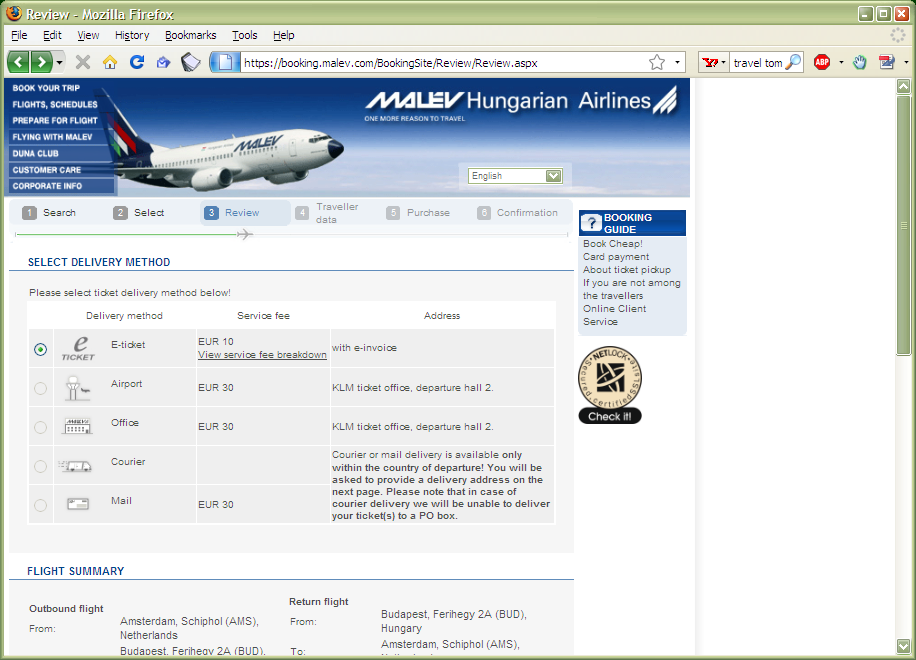 Review - Mozilla Firefox
File Edit View History Bookmarks Tools Help
https://booking.malev.com/BookingSite/Review/Review.aspx
travel tom
ABP
BOOK YOUR TRIP
FLIGHTS, SCHEDULES
PREPARE FOR FLIGHT
FLYING WITH MALEV
DUNA CLUB
CUSTOMER CARE
CORPORATE INFO
MALEV Hungarian Airlines
ONE MORE REASON TO TRAVEL
MALEV
English
1 Search
2 Select
3 Review
4 Traveller
data
5 Purchase
6 Confirmation
SELECT DELIVERY METHOD
Please select ticket delivery method below!
Delivery method Service fee Address
e
TICKET
E-ticket
EUR 10
View service fee breakdown
with e-invoice
Airport
EUR 30
KLM ticket office, departure hall 2.
MALEV
Office
EUR 30
KLM ticket office, departure hall 2.
Courier
Mail
EUR 30
Courier or mail delivery is available only
within the country of departure! You will be
asked to provide a delivery address on the
next page. Please note that in case of
courier delivery we will be unable to deliver
your ticket(s) to a PO box.
FLIGHT SUMMARY
Outbound flight
From:
Amsterdam, Schiphol (AMS),
Netherlands
Budapest, Ferihegy 2A (BUD),
Return flight
From:
Budapest, Ferihegy 2A (BUD),
Hungary
To:
Amsterdam, Schiphol (AMS),
?
BOOKING
GUIDE
Book Cheap!
Card payment
About ticket pickup
If you are not among
the travellers
Online Client
Service
NETLOCK
Secured
certified
site
Check it!